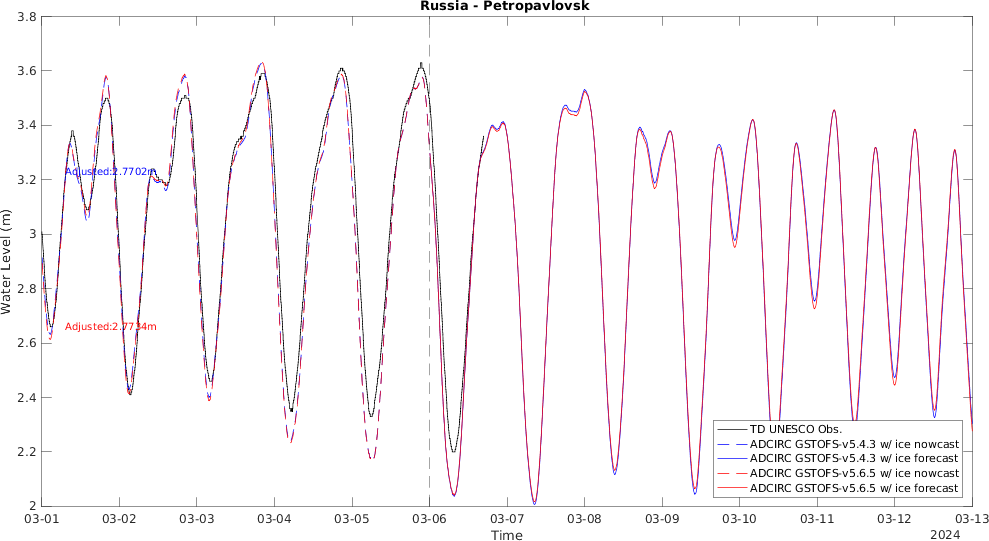 Russia - Petropavlovsk
3.8
3.6
3.4
3.2
3
2.8
2.6
2.4
2.2
2
Water Level (m)
Adjusted:2.7702m
Adjusted:2.7734m
TD UNESCO Obs.
ADCIRC GSTOFS-v5.4.3 w/ ice nowcast
ADCIRC GSTOFS-v5.4.3 w/ ice forecast
ADCIRC GSTOFS-v5.6.5 w/ ice nowcast
ADCIRC GSTOFS-v5.6.5 w/ ice forecast
03-01 03-02 03-03 03-04 03-05 03-06 03-07 03-08 03-09 03-10 03-11 03-12 03-13
Time
2024